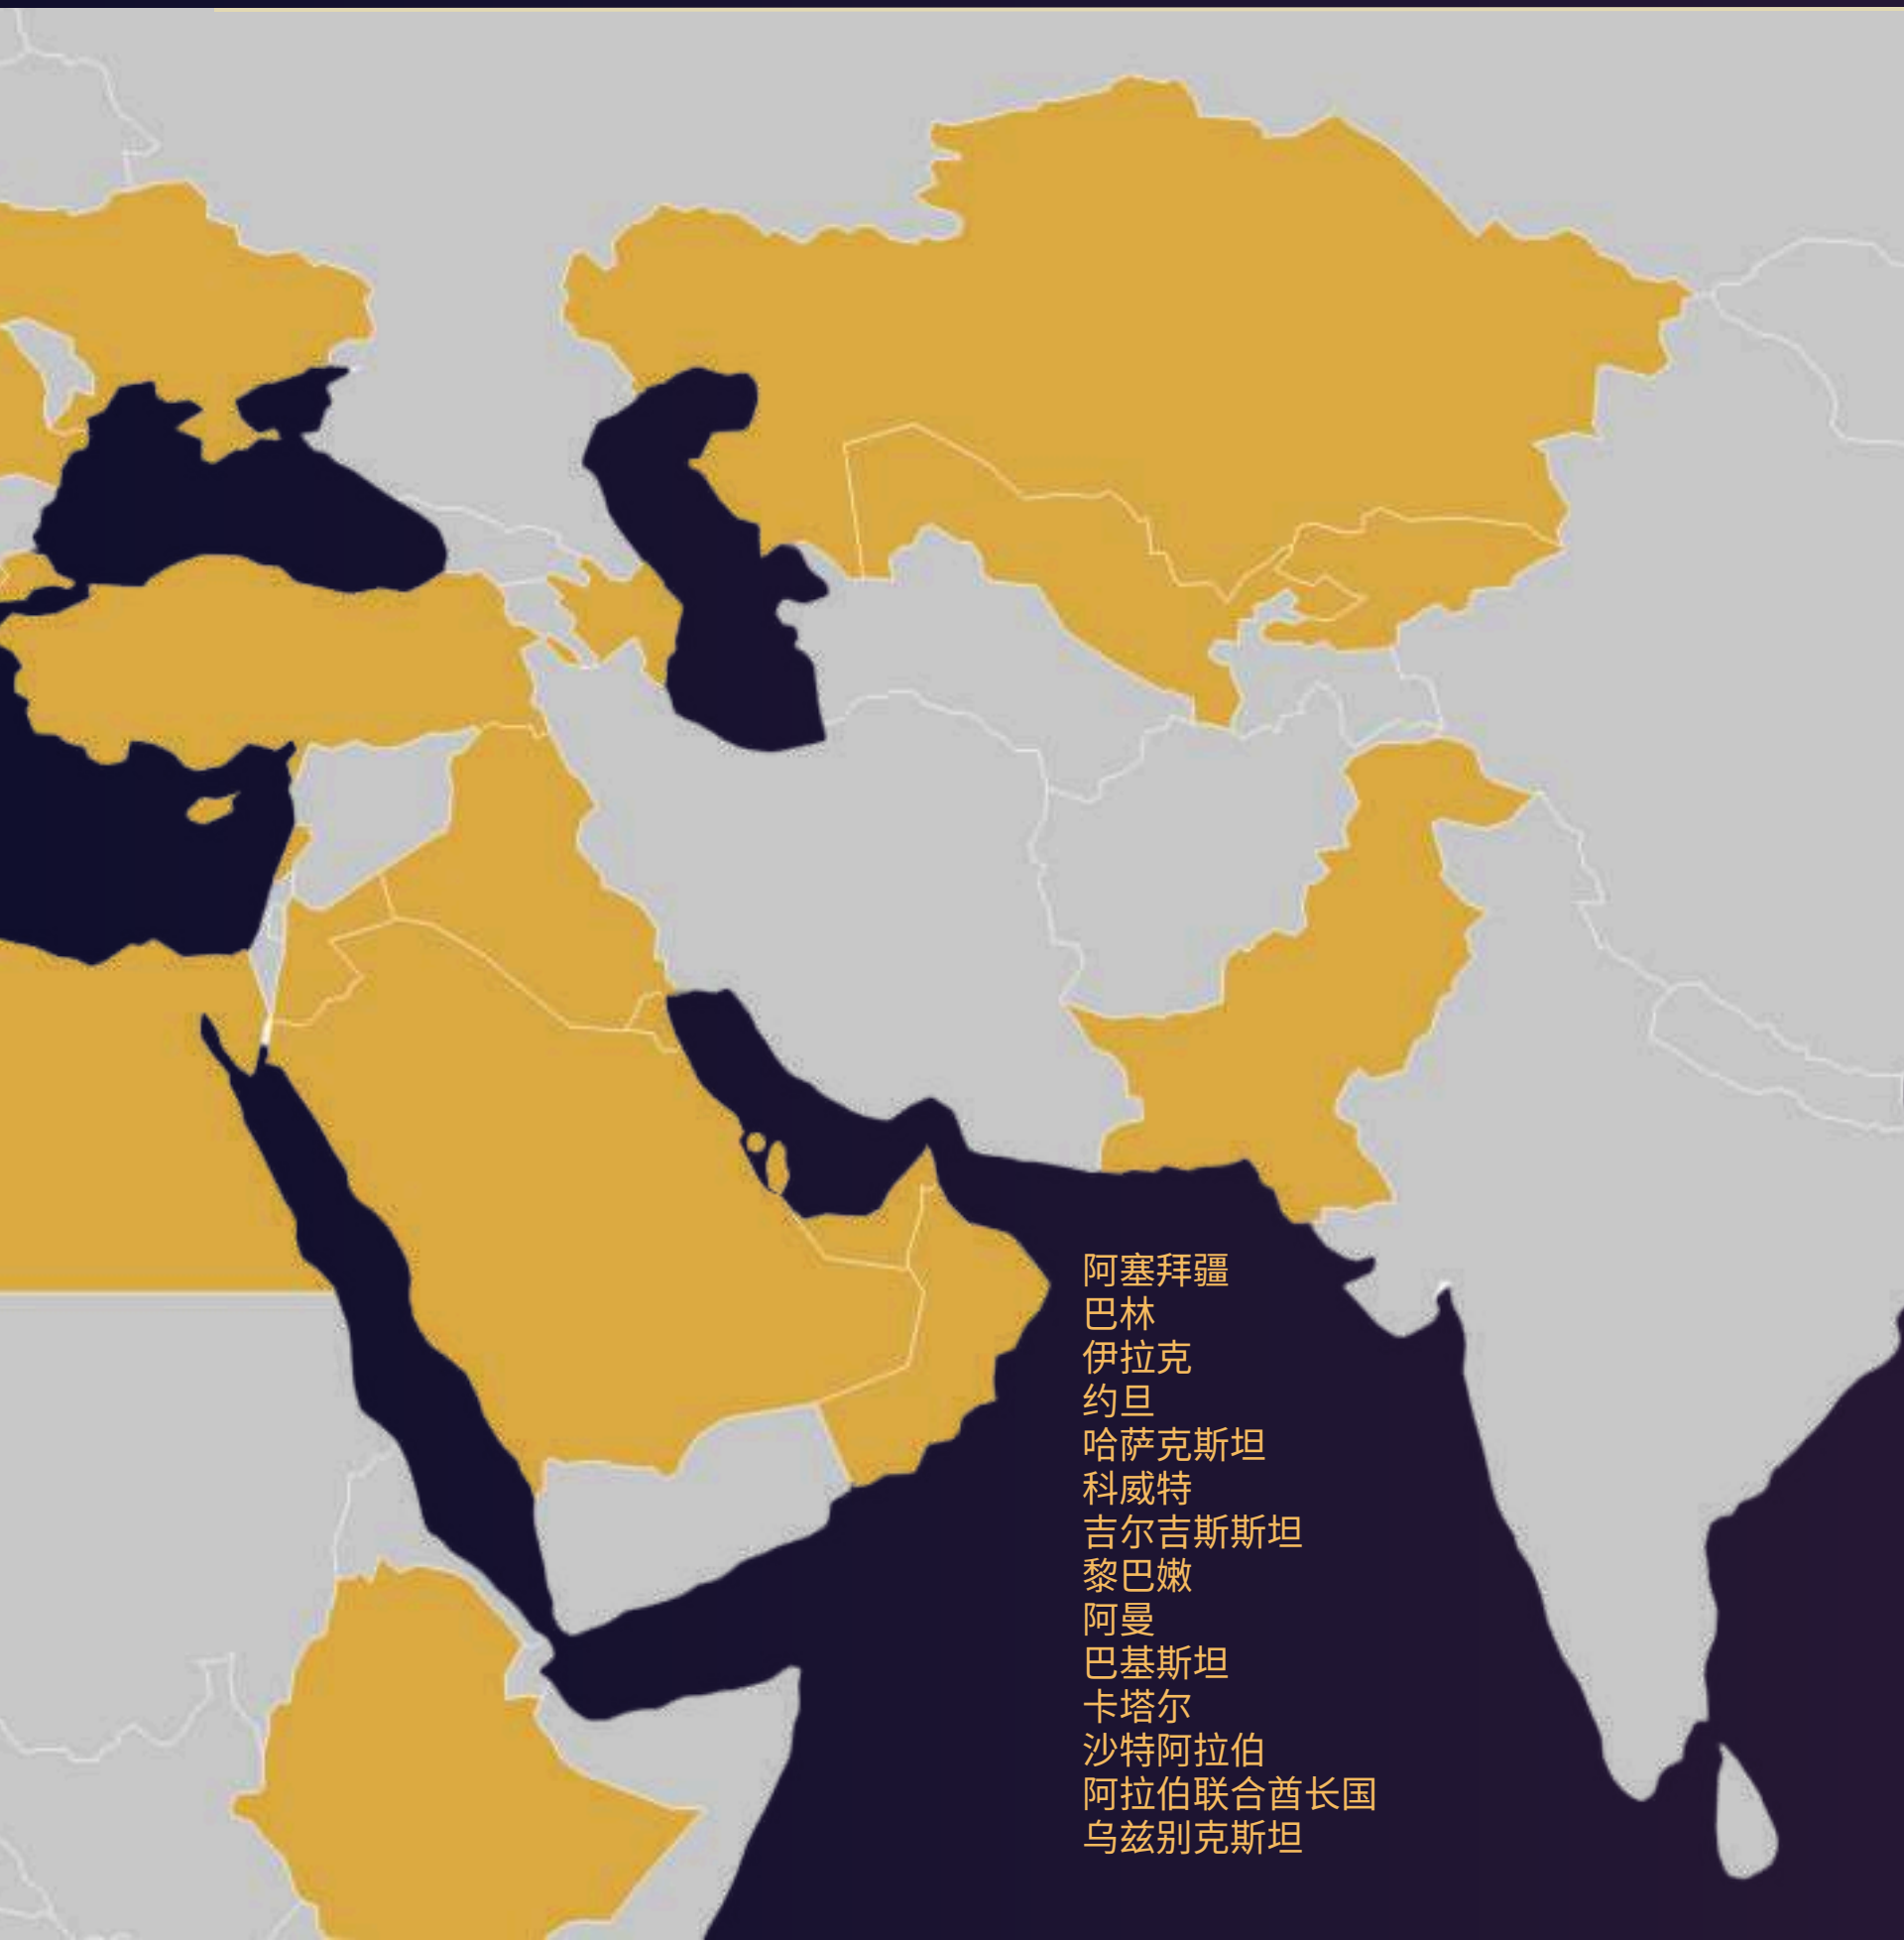 阿塞拜疆
巴林
伊拉克
约旦
哈萨克斯坦
科威特
吉尔吉斯斯坦
黎巴嫩
阿曼
巴基斯坦
卡塔尔
沙特阿拉伯
阿拉伯联合酋长国
乌兹别克斯坦